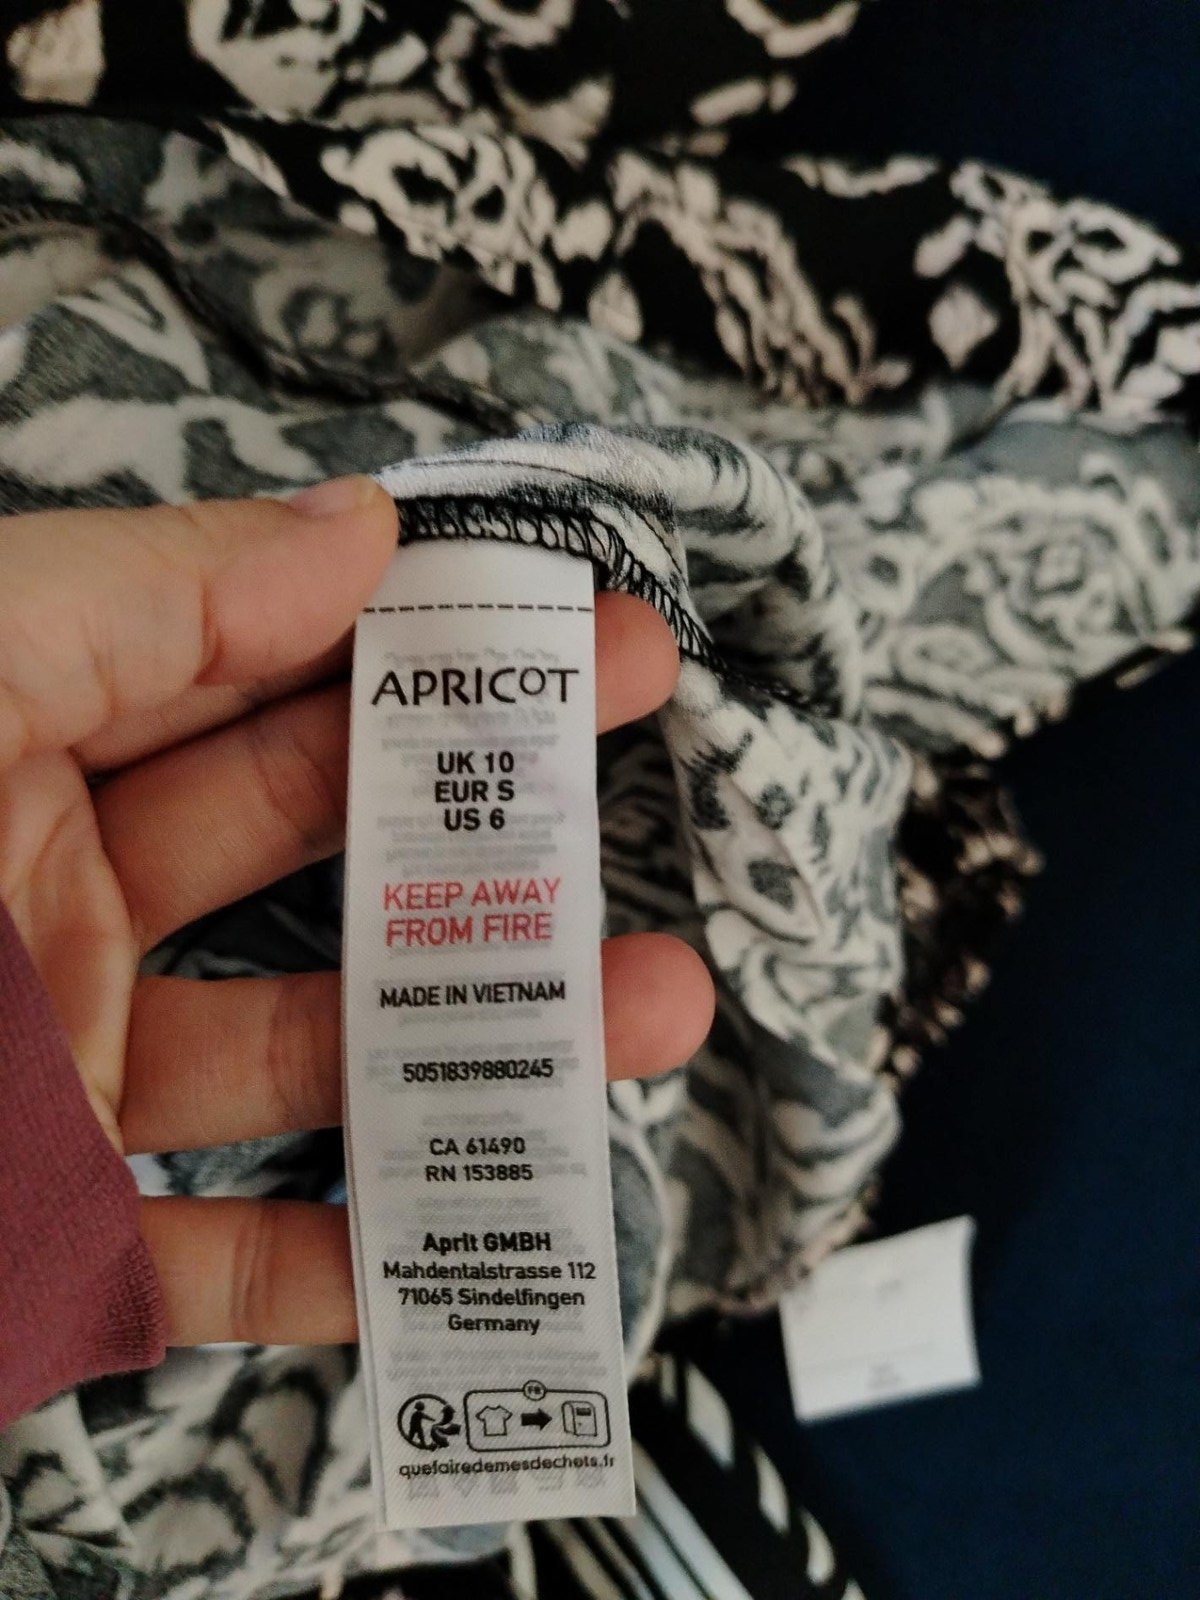 APRICOT
UK 10
EUR S
US 6
KEEP AWAY
FROM FIRE
MADE IN VIETNAM
5051839880245
CA 61490
RN 153885
Aprit GMBH
Mahdentalstrasse 112
71065 Sindelfingen
Germany
FR
quefairedemesdechets.fr